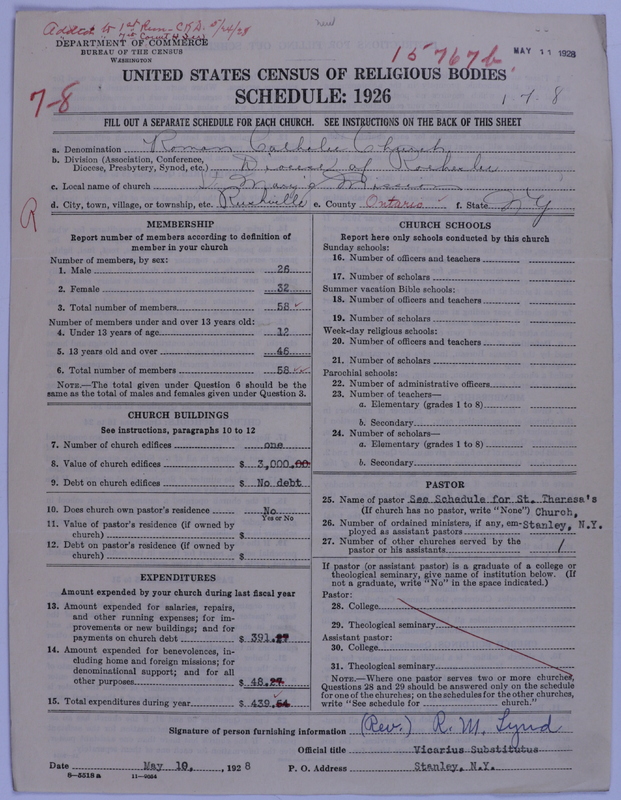 Added to 1st Rem- C.K.D. 5/24/28
DEPARTMENT OF COMMERCE
BUREAU OF THE CENSUS
WASHINGTON
15767b
MAY 11 1928
UNITED STATES CENSUS OF RELIGIOUS BODIES
SCHEDULE: 1926
7-8
1 7 8
FILL OUT A SEPARATE SCHEDULE FOR EACH CHURCH. SEE INSTRUCTIONS ON THE BACK OF THIS SHEET
a. Denomination Roman Catholic Church
b. Division (Association, Conference, Diocese, Presbytery, Synod, etc.) Diocese of Rochester
c. Local name of church St. Mary's Mission
d. City, town, village, or township, etc. Rushville e. County Ontario f. State N Y
R
MEMBERSHIP
Report number of members according to definition of
member in your church
Number of members, by sex:
1. Male 26
2. Female 32
3. Total number of members 58
Number of members under and over 13 years old:
4. Under 13 years of age 12
5. 13 years old and over 46
6. Total number of members 58
NOTE.—The total given under Question 6 should be the
same as the total of males and females given under Question 3.
CHURCH BUILDINGS
See instructions, paragraphs 10 to 12
7. Number of church edifices one
8. Value of church edifices $ 3,000.00
9. Debt on church edifices $ No debt
10. Does church own pastor's residence No
Yes or No
11. Value of pastor's residence (if owned by
church) $
12. Debt on pastor's residence (if owned by
church) $
EXPENDITURES
Amount expended by your church during last fiscal year
13. Amount expended for salaries, repairs,
and other running expenses; for im-
provements or new buildings; and for
payments on church debt $ 391.27
14. Amount expended for benevolences, in-
cluding home and foreign missions; for
denominational support; and for all
other purposes $ 48.27
15. Total expenditures during year $ 439.54
CHURCH SCHOOLS
Report here only schools conducted by this church
Sunday schools:
16. Number of officers and teachers
17. Number of scholars
Summer vacation Bible schools:
18. Number of officers and teachers
19. Number of scholars
Week-day religious schools:
20. Number of officers and teachers
21. Number of scholars
Parochial schools:
22. Number of administrative officers
23. Number of teachers—
a. Elementary (grades 1 to 8)
b. Secondary
24. Number of scholars—
a. Elementary (grades 1 to 8)
b. Secondary
PASTOR
25. Name of pastor See Schedule for St. Theresa's
(If church has no pastor, write "None") Church,
26. Number of ordained ministers, if any, em- Stanley, N.Y.
ployed as assistant pastors
27. Number of other churches served by the
pastor or his assistants 1
If pastor (or assistant pastor) is a graduate of a college or
theological seminary, give name of institution below. (If
not a graduate, write "No" in the space indicated.)
Pastor:
28. College
29. Theological seminary
Assistant pastor:
30. College
31. Theological seminary
NOTE.—Where one pastor serves two or more churches,
Questions 28 and 29 should be answered only on the schedule
for one of the churches; on the schedules for the other churches,
write "See schedule for church."
Signature of person furnishing information (Rev.) R. M. Lynd
Official title Vicarius Substitutus
Date May 10, 1928 P. O. Address Stanley, N.Y.
8-5518 a 11-9054